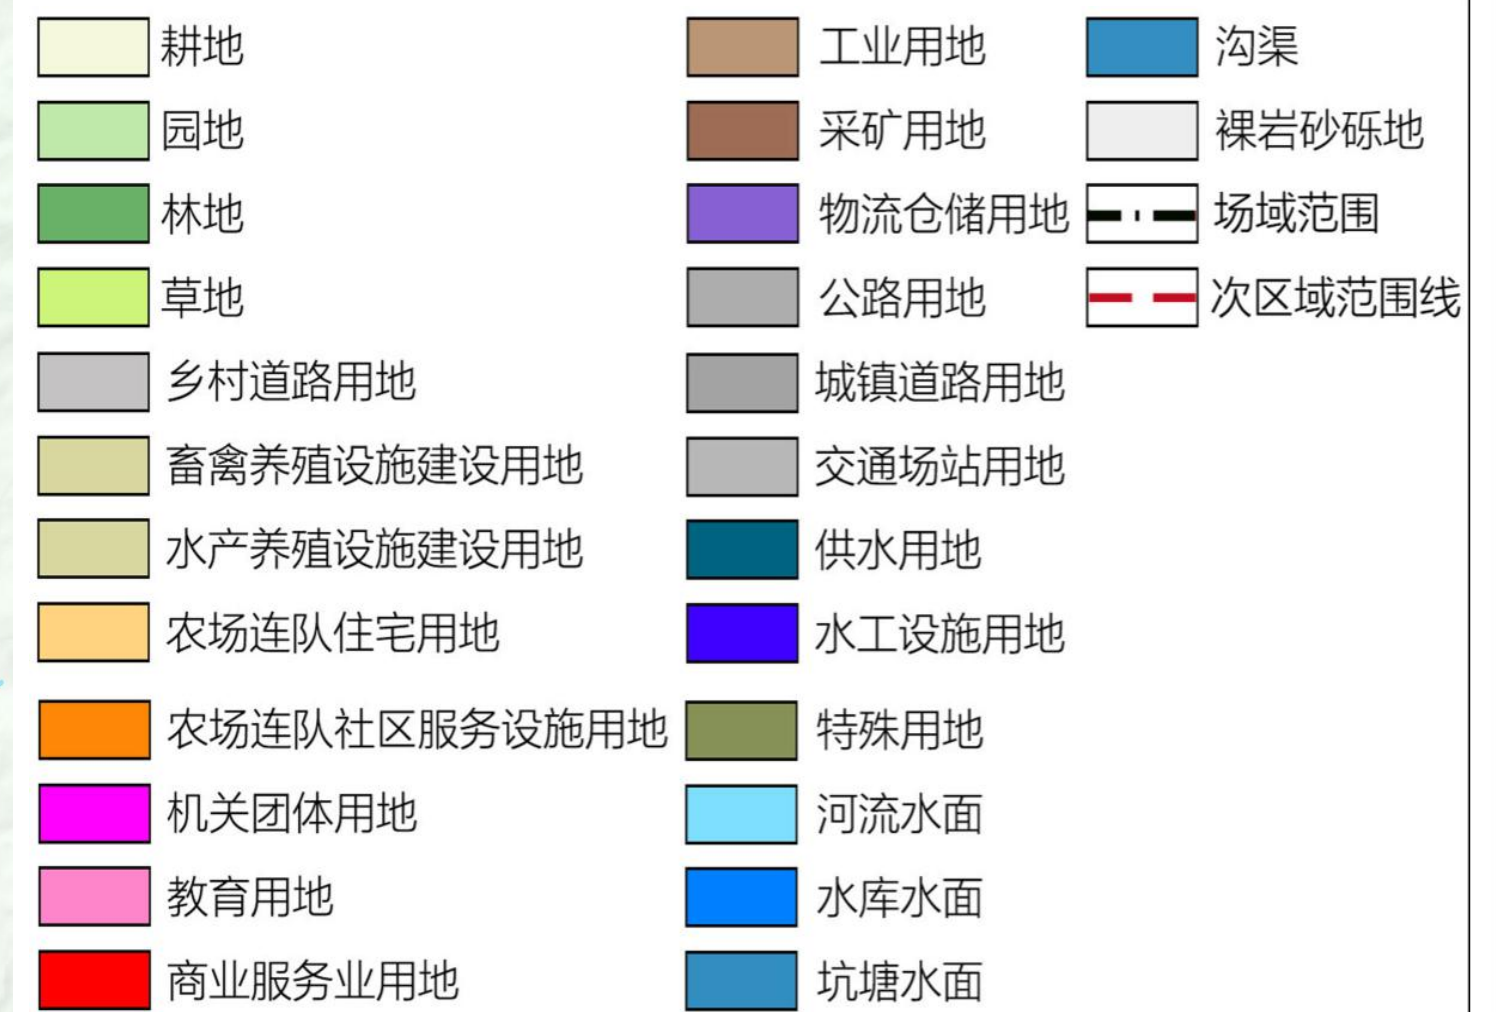 耕地
园地
林地
草地
乡村道路用地
畜禽养殖设施建设用地
水产养殖设施建设用地
农场连队住宅用地
农场连队社区服务设施用地
机关团体用地
教育用地
商业服务业用地
工业用地
采矿用地
物流仓储用地
公路用地
城镇道路用地
交通场站用地
供水用地
水工设施用地
特殊用地
河流水面
水库水面
坑塘水面
沟渠
裸岩砂砾地
场域范围
次区域范围线